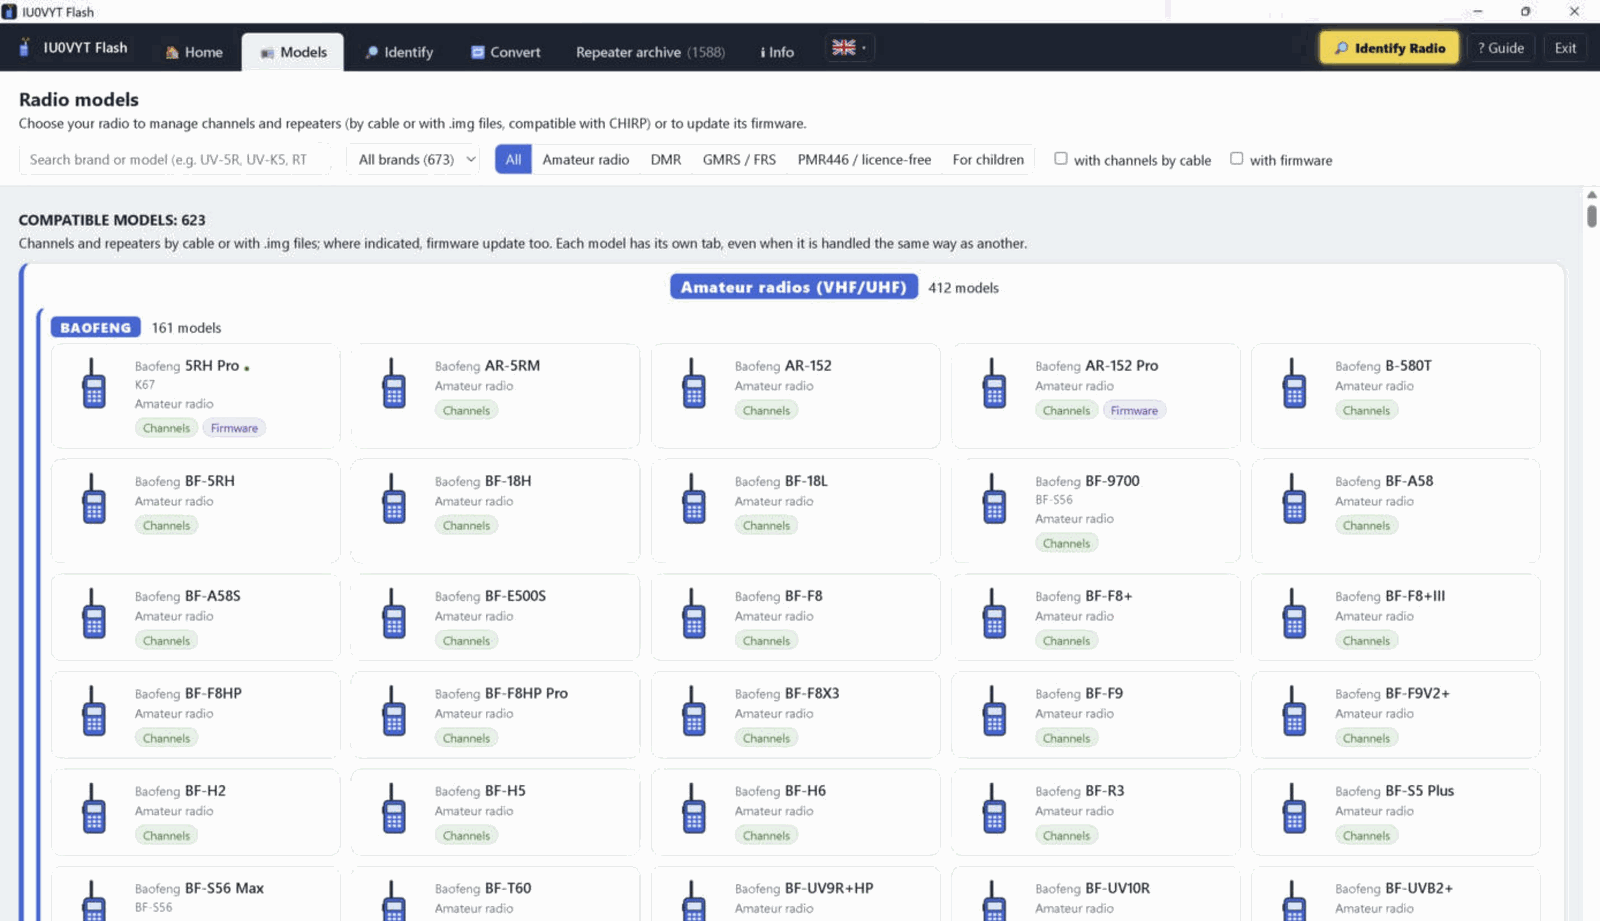 IU0VYT Flash
IU0VYT Flash
Home
Models
Identify
Convert
Repeater archive (1588)
i Info
Identify Radio
? Guide
Exit
Radio models
Choose your radio to manage channels and repeaters (by cable or with .img files, compatible with CHIRP) or to update its firmware.
Search brand or model (e.g. UV-5R, UV-K5, RT
All brands (673)
All
Amateur radio
DMR
GMRS / FRS
PMR446 / licence-free
For children
with channels by cable
with firmware
COMPATIBLE MODELS: 623
Channels and repeaters by cable or with .img files; where indicated, firmware update too. Each model has its own tab, even when it is handled the same way as another.
Amateur radios (VHF/UHF) 412 models
BAOFENG 161 models
Baofeng 5RH Pro
K67
Amateur radio
Channels Firmware
Baofeng AR-5RM
Amateur radio
Channels
Baofeng AR-152
Amateur radio
Channels
Baofeng AR-152 Pro
Amateur radio
Channels Firmware
Baofeng B-580T
Amateur radio
Channels
Baofeng BF-5RH
Amateur radio
Channels
Baofeng BF-18H
Amateur radio
Channels
Baofeng BF-18L
Amateur radio
Channels
Baofeng BF-9700
BF-S56
Amateur radio
Channels
Baofeng BF-A58
Amateur radio
Channels
Baofeng BF-A58S
Amateur radio
Channels
Baofeng BF-E500S
Amateur radio
Channels
Baofeng BF-F8
Amateur radio
Channels
Baofeng BF-F8+
Amateur radio
Channels
Baofeng BF-F8+III
Amateur radio
Channels
Baofeng BF-F8HP
Amateur radio
Channels
Baofeng BF-F8HP Pro
Amateur radio
Channels
Baofeng BF-F8X3
Amateur radio
Channels
Baofeng BF-F9
Amateur radio
Channels
Baofeng BF-F9V2+
Amateur radio
Channels
Baofeng BF-H2
Amateur radio
Channels
Baofeng BF-H5
Amateur radio
Channels
Baofeng BF-H6
Amateur radio
Channels
Baofeng BF-R3
Amateur radio
Channels
Baofeng BF-S5 Plus
Amateur radio
Channels
Baofeng BF-S56 Max
BF-S56
Baofeng BF-T60
Amateur radio
Baofeng BF-UV9R+HP
Amateur radio
Baofeng BF-UV10R
Amateur radio
Baofeng BF-UVB2+
Amateur radio